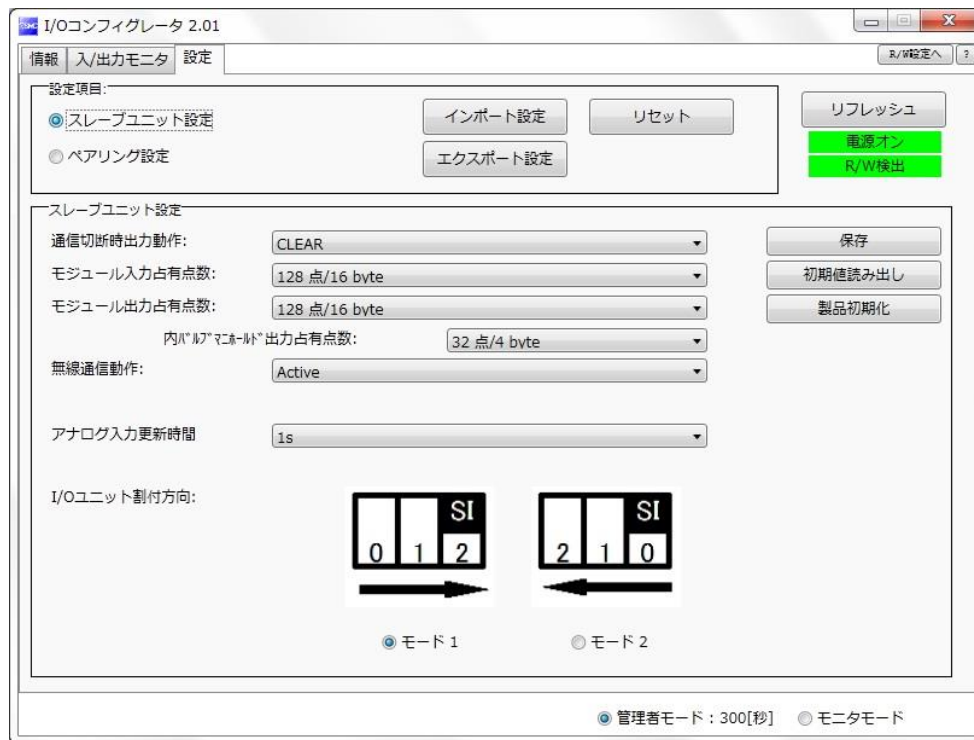 SMC I/Oコンフィグレータ 2.01
情報 入/出力モニタ 設定 R/W設定へ ?
設定項目:
スレーブユニット設定 インポート設定 リセット リフレッシュ
ペアリング設定 エクスポート設定 電源オン
R/W検出
スレーブユニット設定
通信切断時出力動作: CLEAR 保存
モジュール入力占有点数: 128 点/16 byte 初期値読み出し
モジュール出力占有点数: 128 点/16 byte 製品初期化
内ﾊﾞﾙﾌﾞﾏﾆﾎｰﾙﾄﾞ出力占有点数: 32 点/4 byte
無線通信動作: Active
アナログ入力更新時間 1s
I/Oユニット割付方向:
SI SI
0 1 2 2 1 0
モード 1 モード 2
管理者モード : 300[秒] モニタモード